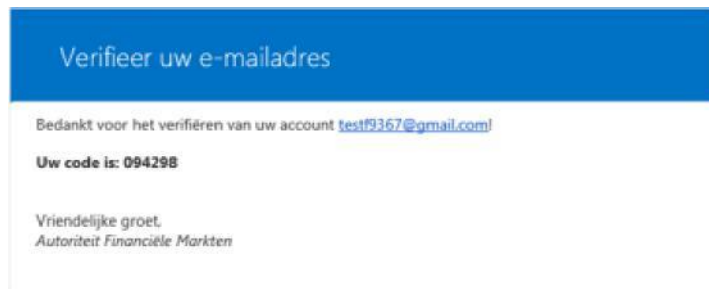 Verifieer uw e-mailadres
Bedankt voor het verifiëren van uw account testf9367@gmail.com!
Uw code is: 094298
Vriendelijke groet,
Autoriteit Financiële Markten